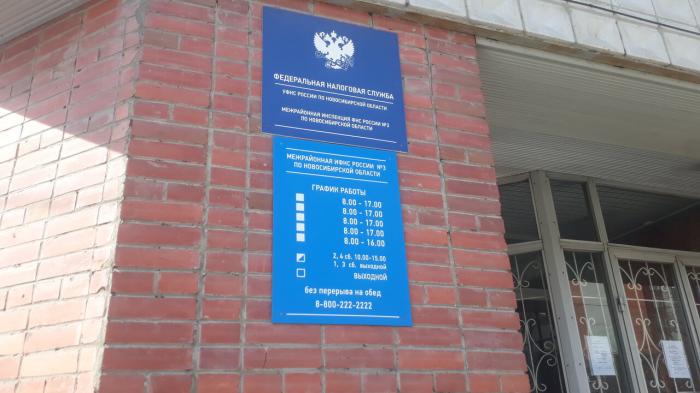 ФЕДЕРАЛЬНАЯ НАЛОГОВАЯ СЛУЖБА
УФНС РОССИИ ПО НОВОСИБИРСКОЙ ОБЛАСТИ
МЕЖРАЙОННАЯ ИНСПЕКЦИЯ ФНС РОССИИ №3
ПО НОВОСИБИРСКОЙ ОБЛАСТИ
МЕЖРАЙОННАЯ ИФНС РОССИИ №3
ПО НОВОСИБИРСКОЙ ОБЛАСТИ
ГРАФИК РАБОТЫ
8.00 - 17.00
8.00 - 17.00
8.00 - 17.00
8.00 - 17.00
8.00 - 16.00
2, 4 сб. 10.00-15.00
1, 3 сб. выходной
ВЫХОДНОЙ
без перерыва на обед
8-800-222-2222